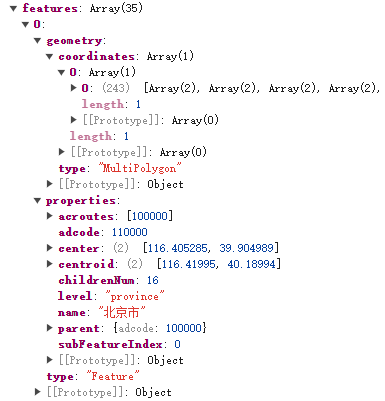 ▼ features: Array(35)
▼ 0:
▼ geometry:
▼ coordinates: Array(1)
▼ 0: Array(1)
▶ 0: (243) [Array(2), Array(2), Array(2), Array(2),
length: 1
▶ [[Prototype]]: Array(0)
length: 1
▶ [[Prototype]]: Array(0)
type: "MultiPolygon"
▶ [[Prototype]]: Object
▼ properties:
▶ acroutes: [100000]
adcode: 110000
▶ center: (2) [116.405285, 39.904989]
▶ centroid: (2) [116.41995, 40.18994]
childrenNum: 16
level: "province"
name: "北京市"
▶ parent: {adcode: 100000}
subFeatureIndex: 0
▶ [[Prototype]]: Object
type: "Feature"
▶ [[Prototype]]: Object